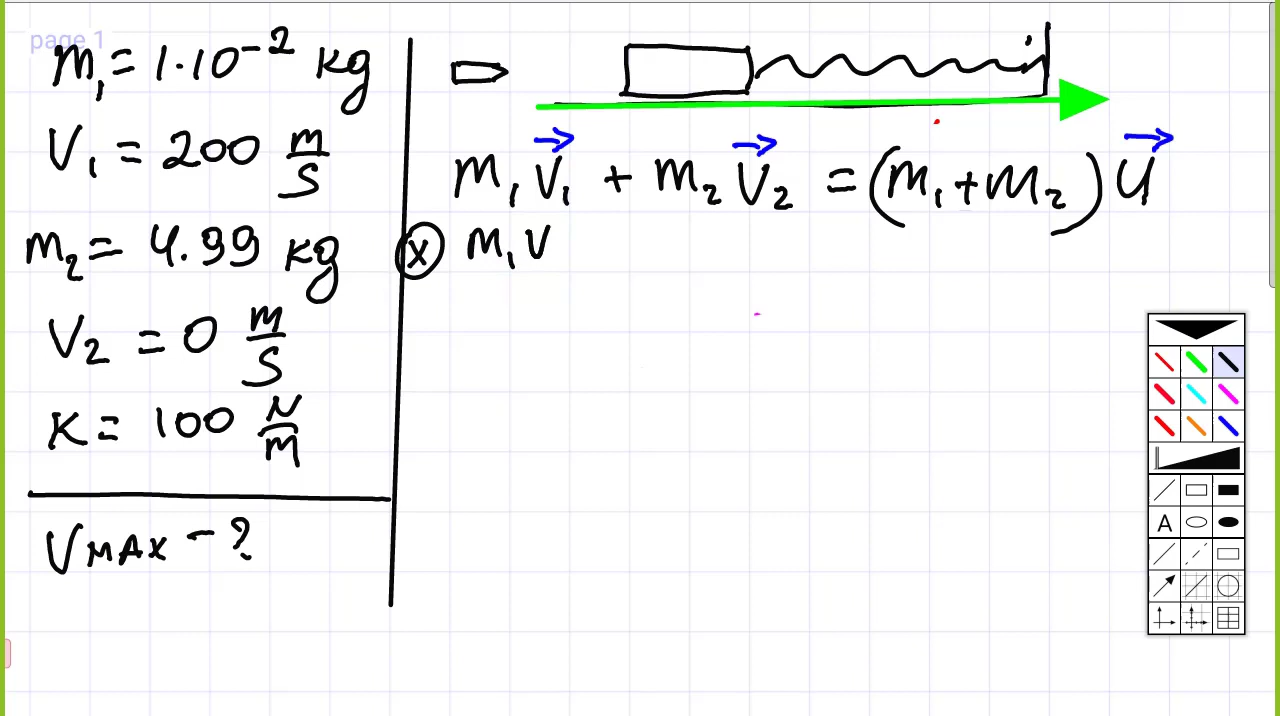 page 1
m₁ = 1·10⁻² kg
V₁ = 200 m/s
m₂ = 4.99 kg
V₂ = 0 m/s
K = 100 N/m
VMAX - ?
m₁V⃗₁ + m₂V⃗₂ = (m₁+m₂)U⃗
ⓧ m₁V
A